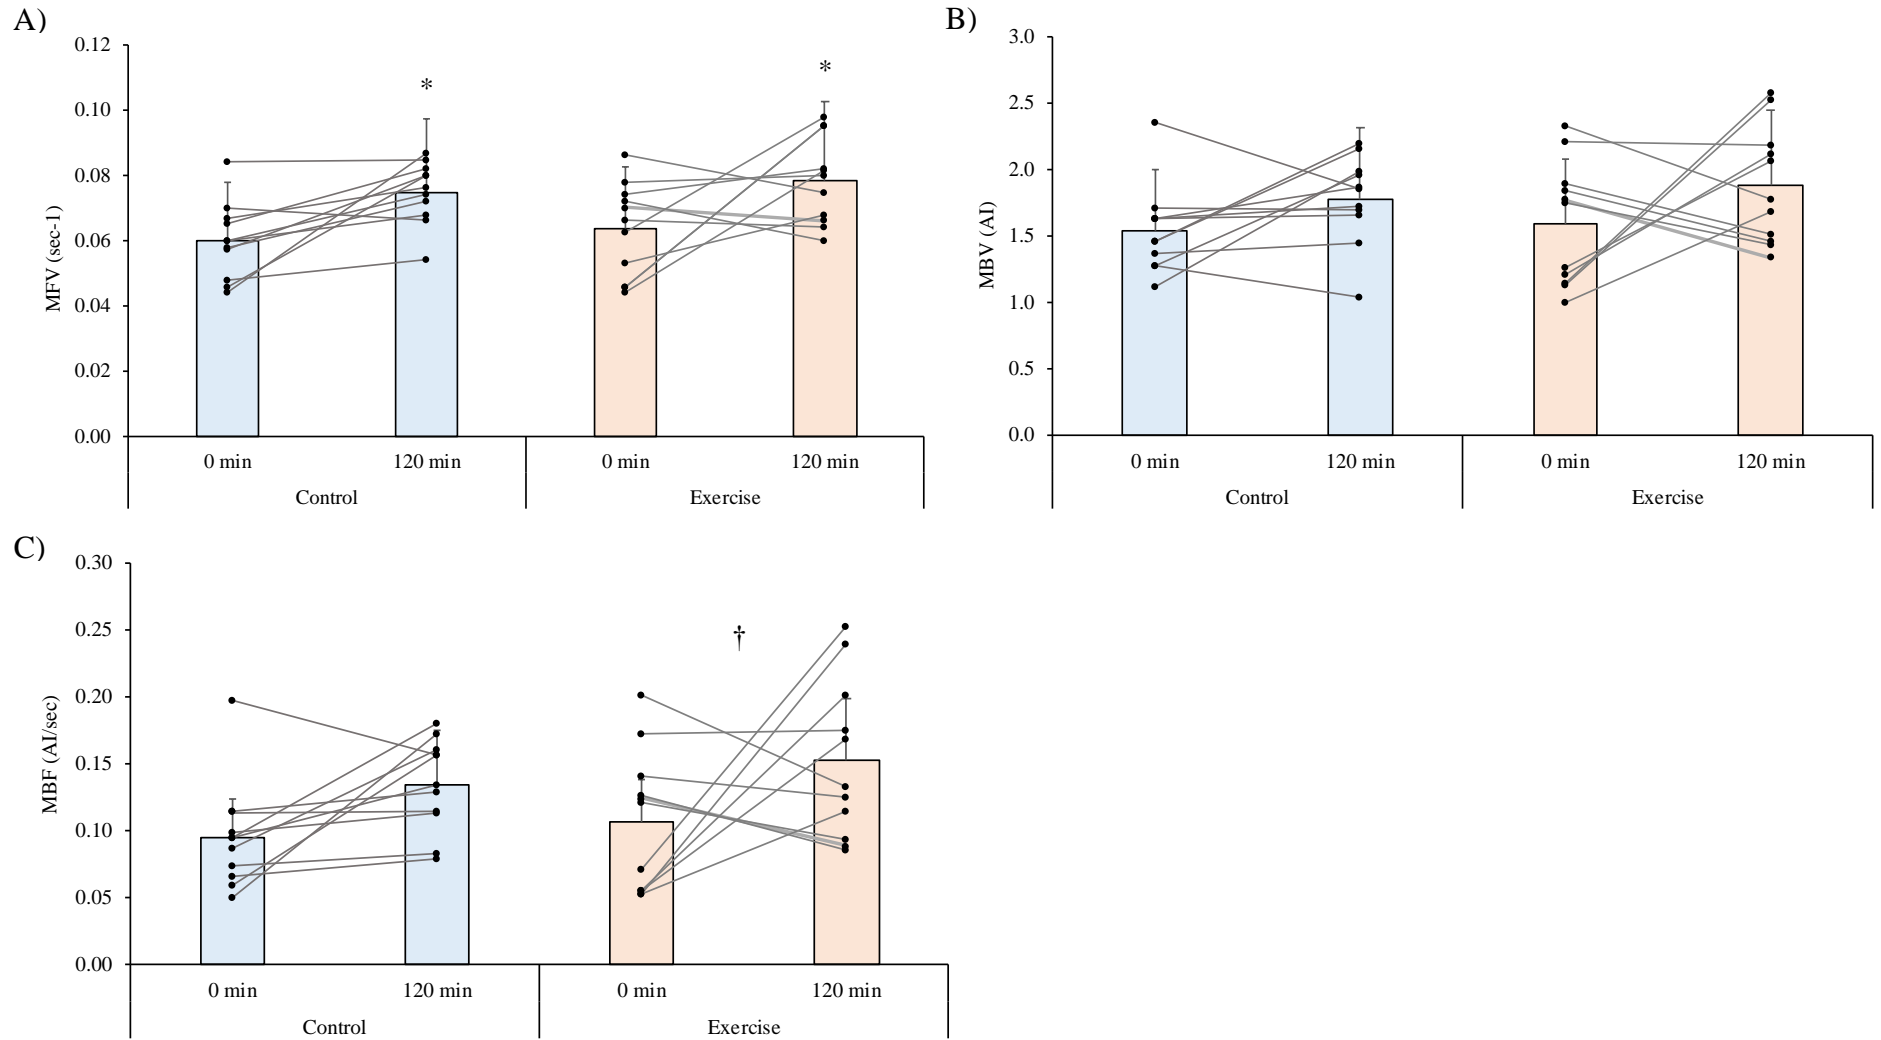 A)
MFV (sec-1)
0.12
0.10
0.08
0.06
0.04
0.02
0.00
*
*
0 min 120 min 0 min 120 min
Control Exercise
B)
MBV (AI)
3.0
2.5
2.0
1.5
1.0
0.5
0.0
0 min 120 min 0 min 120 min
Control Exercise
C)
MBF (AI/sec)
0.30
0.25
0.20
0.15
0.10
0.05
0.00
†
0 min 120 min 0 min 120 min
Control Exercise